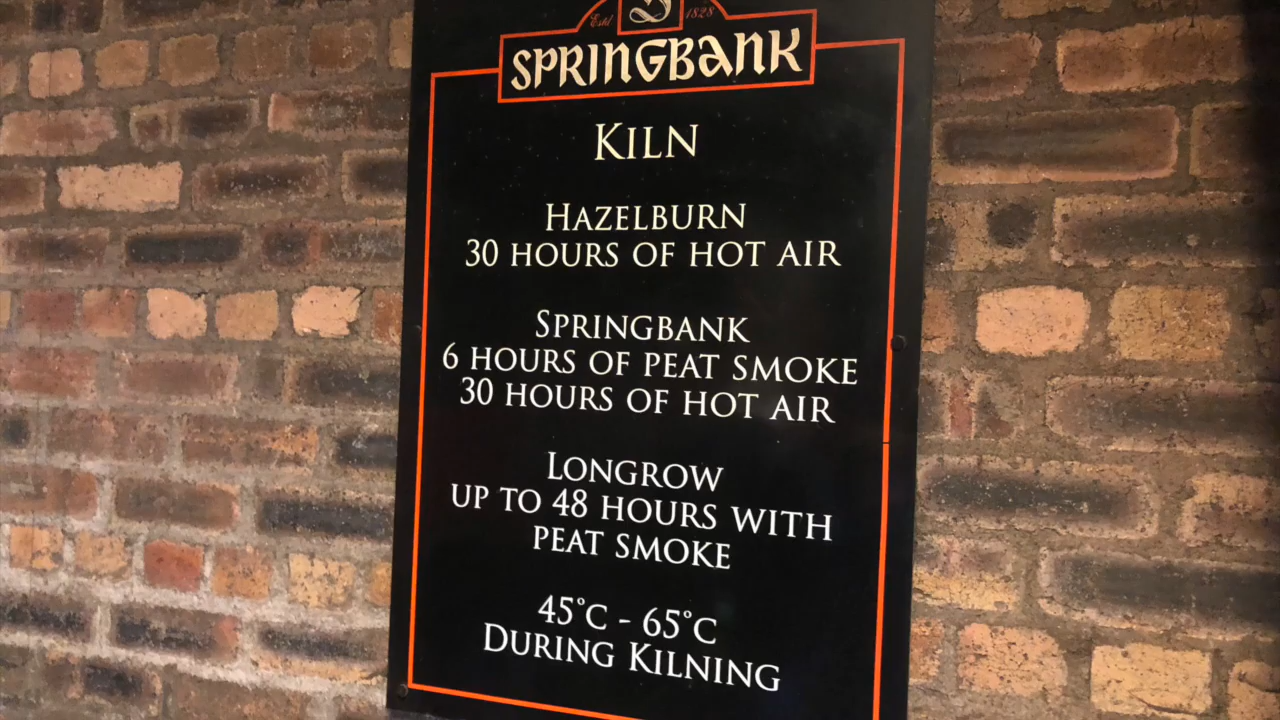 Estd 1828
SPRINGBANK
KILN
HAZELBURN
30 HOURS OF HOT AIR
SPRINGBANK
6 HOURS OF PEAT SMOKE
30 HOURS OF HOT AIR
LONGROW
UP TO 48 HOURS WITH
PEAT SMOKE
45°C - 65°C
DURING KILNING